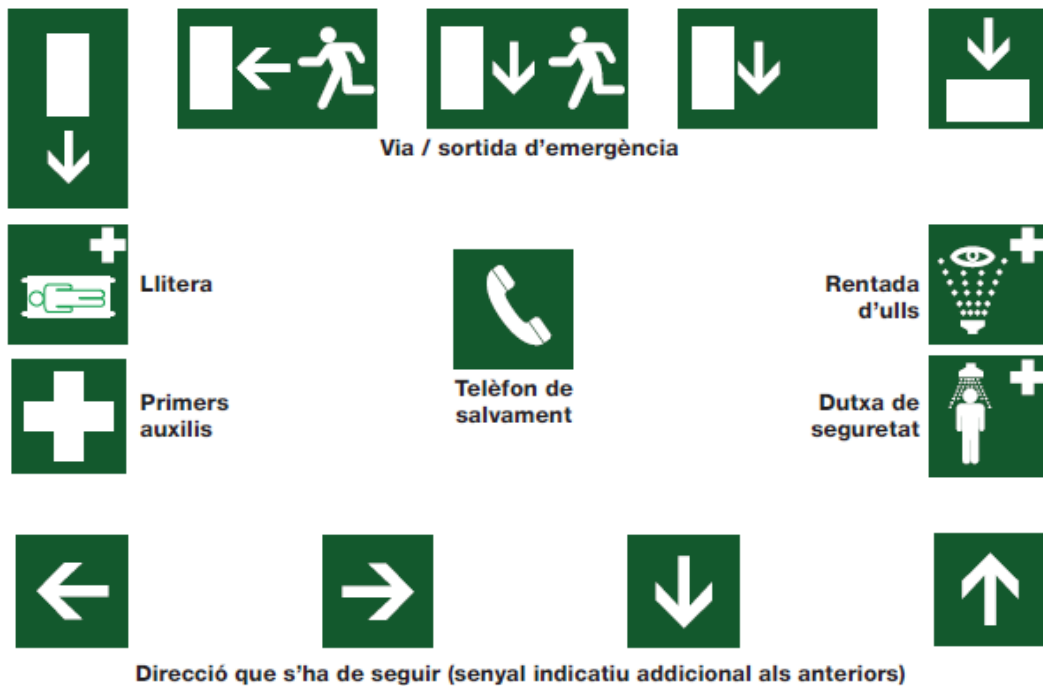 Via / sortida d'emergència
Llitera
Rentada
d'ulls
Primers
auxilis
Telèfon de
salvament
Dutxa de
seguretat
Direcció que s'ha de seguir (senyal indicatiu addicional als anteriors)